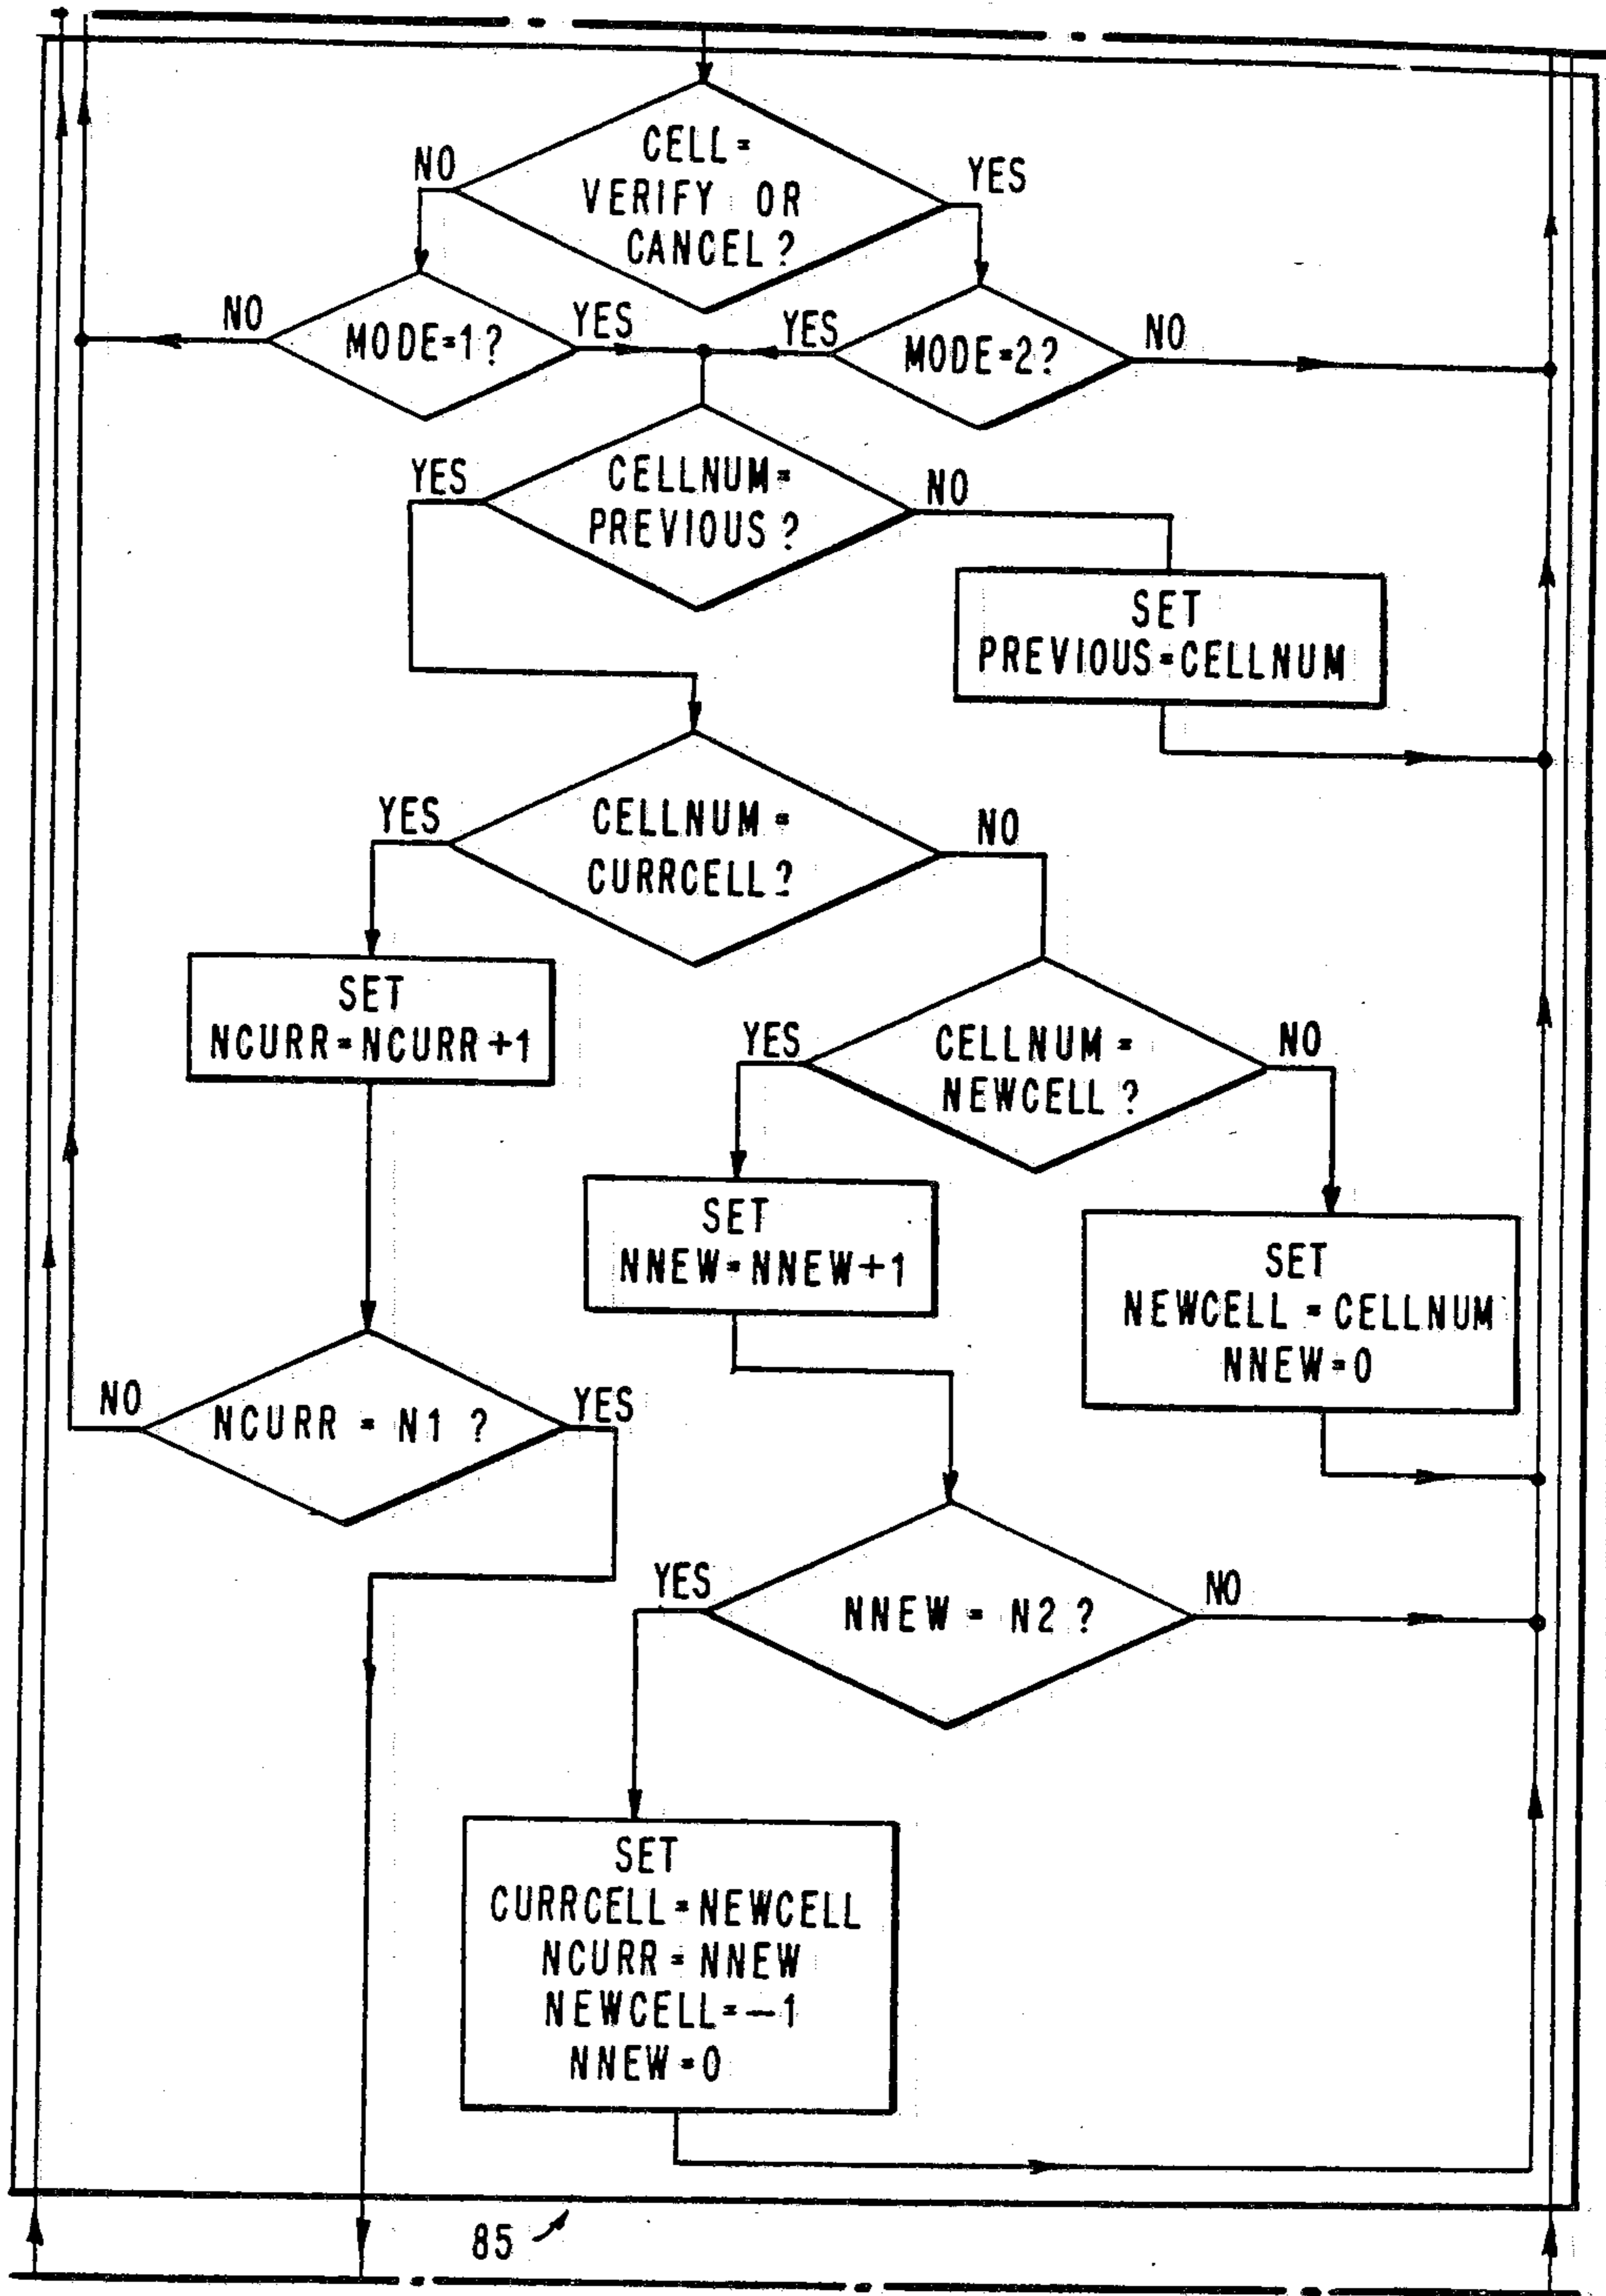 CELL=
VERIFY OR
CANCEL?
NO
YES
MODE=1?
NO
YES
MODE=2?
YES
NO
CELLNUM=
PREVIOUS?
YES
NO
SET
PREVIOUS=CELLNUM
CELLNUM=
CURRCELL?
YES
NO
SET
NCURR=NCURR+1
CELLNUM=
NEWCELL?
YES
NO
SET
NNEW=NNEW+1
SET
NEWCELL=CELLNUM
NNEW=0
NCURR=N1?
NO
YES
NNEW=N2?
YES
NO
SET
CURRCELL=NEWCELL
NCURR=NNEW
NEWCELL=-1
NNEW=0
85